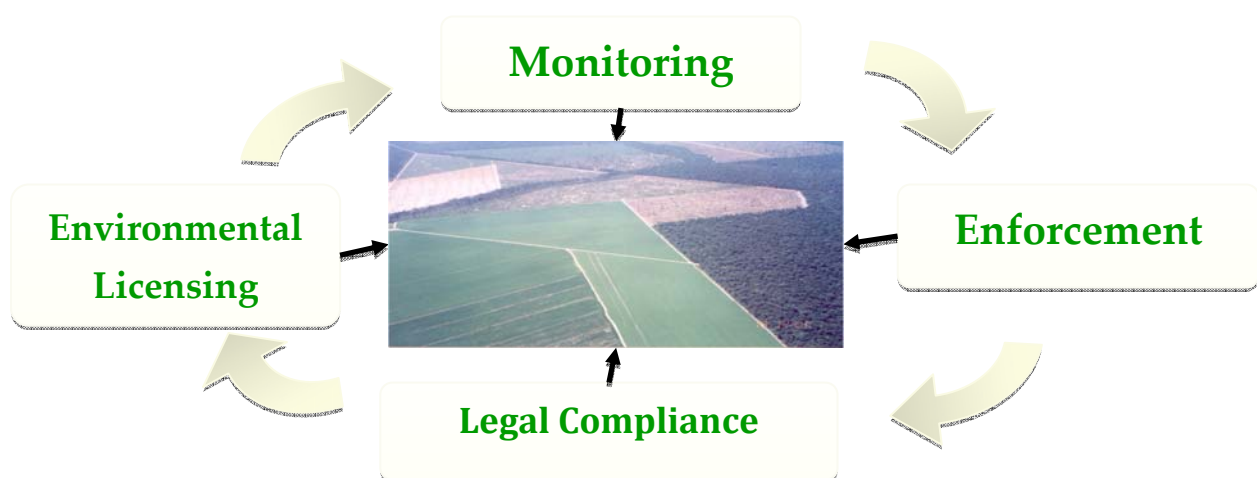 Monitoring
Environmental
Licensing
Enforcement
Legal Compliance